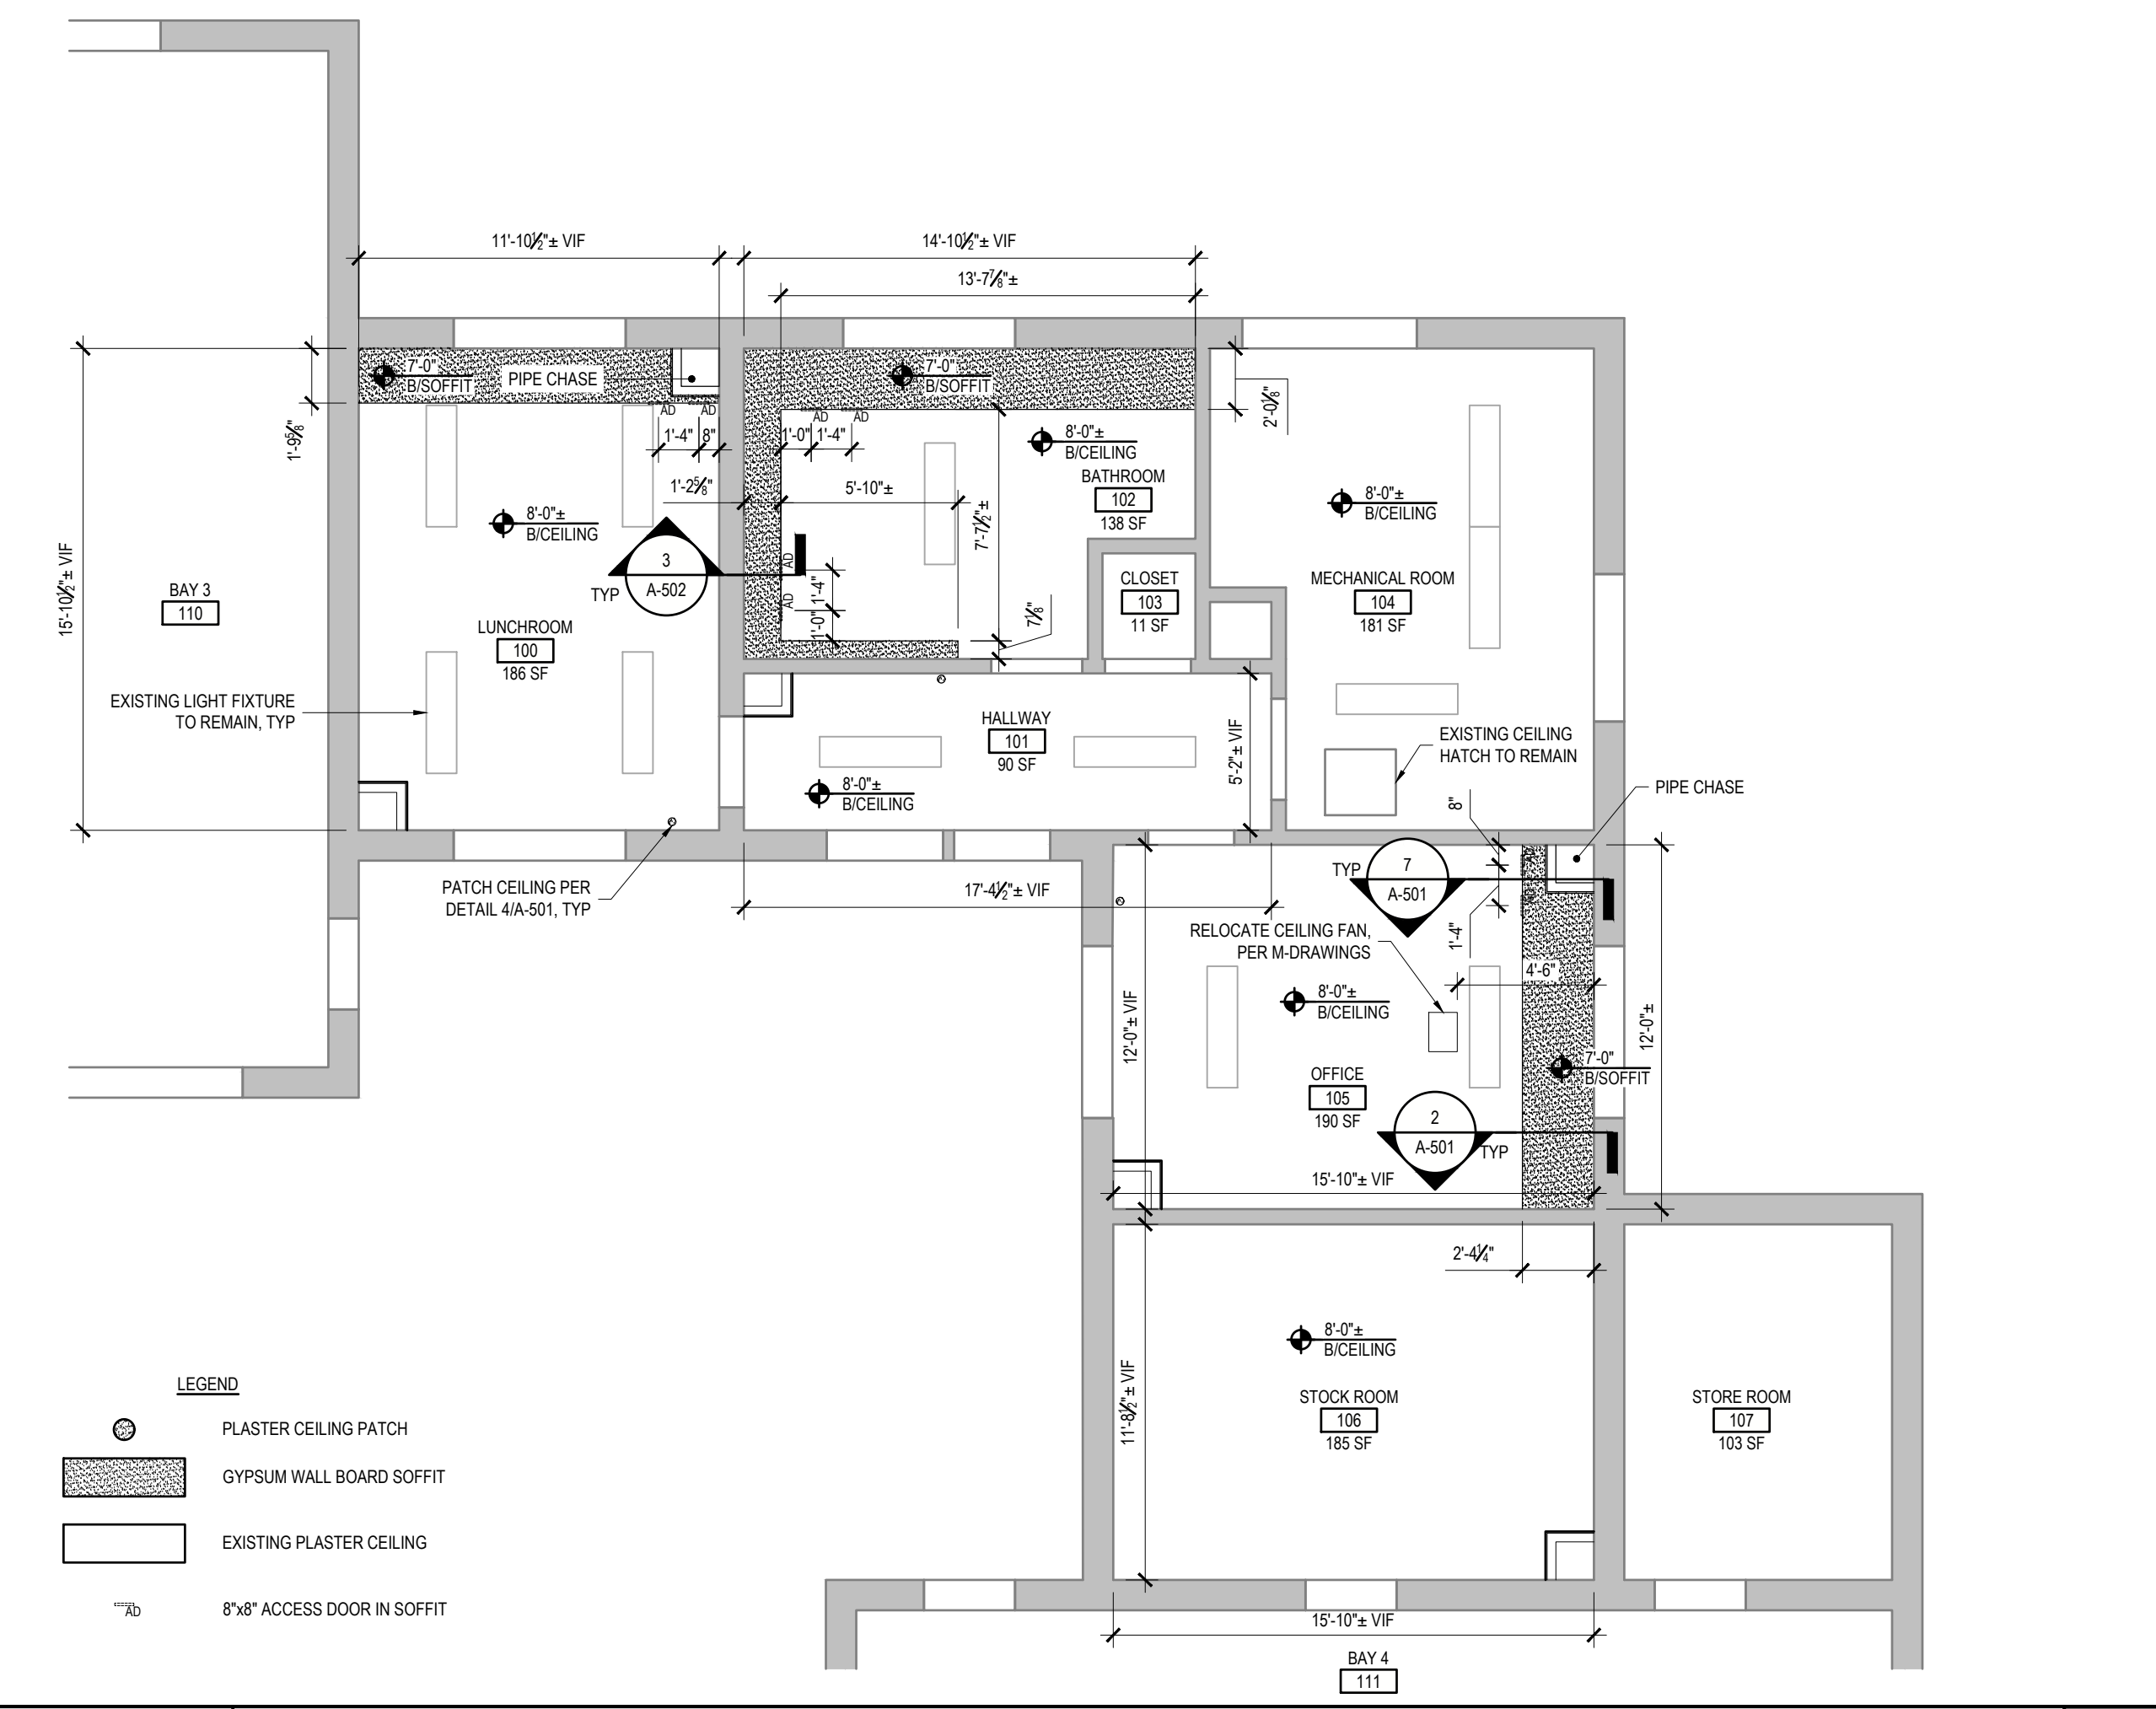 11'-10½"± VIF
14'-10½"± VIF
13'-7⅞"±
7'-0"
B/SOFFIT
PIPE CHASE
7'-0"
B/SOFFIT
1'-9⅝"
AD
AD
1'-4"
8"
AD
AD
1'-0"
1'-4"
8'-0"±
B/CEILING
2'-0⅛"
BATHROOM
102
138 SF
1'-2⅝"
5'-10"±
7'-7½"±
8'-0"±
B/CEILING
8'-0"±
B/CEILING
15'-10½"± VIF
BAY 3
110
3
A-502
TYP
AD
AD
1'-4"
1'-0"
7⅛"
CLOSET
103
11 SF
MECHANICAL ROOM
104
181 SF
LUNCHROOM
100
186 SF
EXISTING LIGHT FIXTURE
TO REMAIN, TYP
HALLWAY
101
90 SF
5'-2"± VIF
EXISTING CEILING
HATCH TO REMAIN
8'-0"±
B/CEILING
8"
PIPE CHASE
PATCH CEILING PER
DETAIL 4/A-501, TYP
17'-4½"± VIF
TYP
7
A-501
RELOCATE CEILING FAN,
PER M-DRAWINGS
1'-4"
4'-6"
8'-0"±
B/CEILING
12'-0"± VIF
12'-0"±
7'-0"
B/SOFFIT
OFFICE
105
190 SF
2
A-501
TYP
15'-10"± VIF
2'-4¼"
8'-0"±
B/CEILING
11'-8½"± VIF
STOCK ROOM
106
185 SF
STORE ROOM
107
103 SF
LEGEND
PLASTER CEILING PATCH
GYPSUM WALL BOARD SOFFIT
EXISTING PLASTER CEILING
AD
8"x8" ACCESS DOOR IN SOFFIT
15'-10"± VIF
BAY 4
111